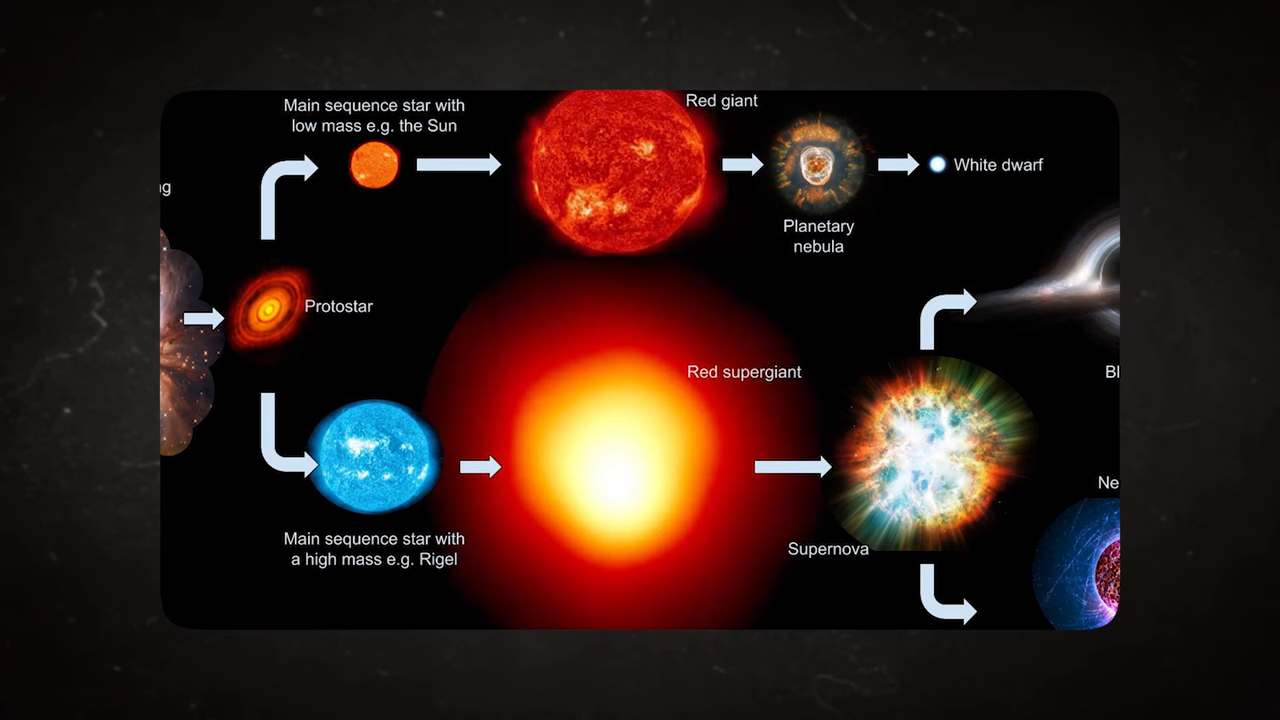 Main sequence star with
low mass e.g. the Sun
Red giant
White dwarf
Planetary
nebula
Protostar
Red supergiant
Main sequence star with
a high mass e.g. Rigel
Supernova